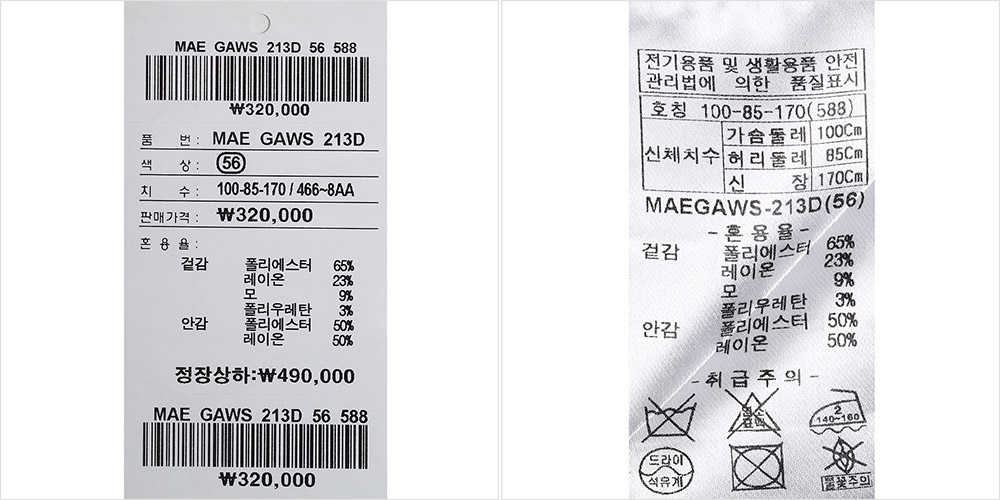 MAE GAWS 213D 56 588
₩320,000
품 번 : MAE GAWS 213D
색 상 : 56
치 수 : 100-85-170 / 466~8AA
판매가격 : ₩320,000
혼 용 율 :
겉감 폴리에스터 65%
레이온 23%
모 9%
폴리우레탄 3%
안감 폴리에스터 50%
레이온 50%
정장상하:₩490,000
MAE GAWS 213D 56 588
₩320,000
전기용품 및 생활용품 안전
관리법에 의한 품질표시
호칭 100-85-170(588)
신체치수 가슴둘레 100Cm
허리둘레 85Cm
신 장 170Cm
MAEGAWS-213D(56)
- 혼 용 율 -
겉감 폴리에스터 65%
레이온 23%
모 9%
폴리우레탄 3%
안감 폴리에스터 50%
레이온 50%
- 취 급 주 의 -
염소
표백
2
140~160
드라이
석유계
불꽃주의